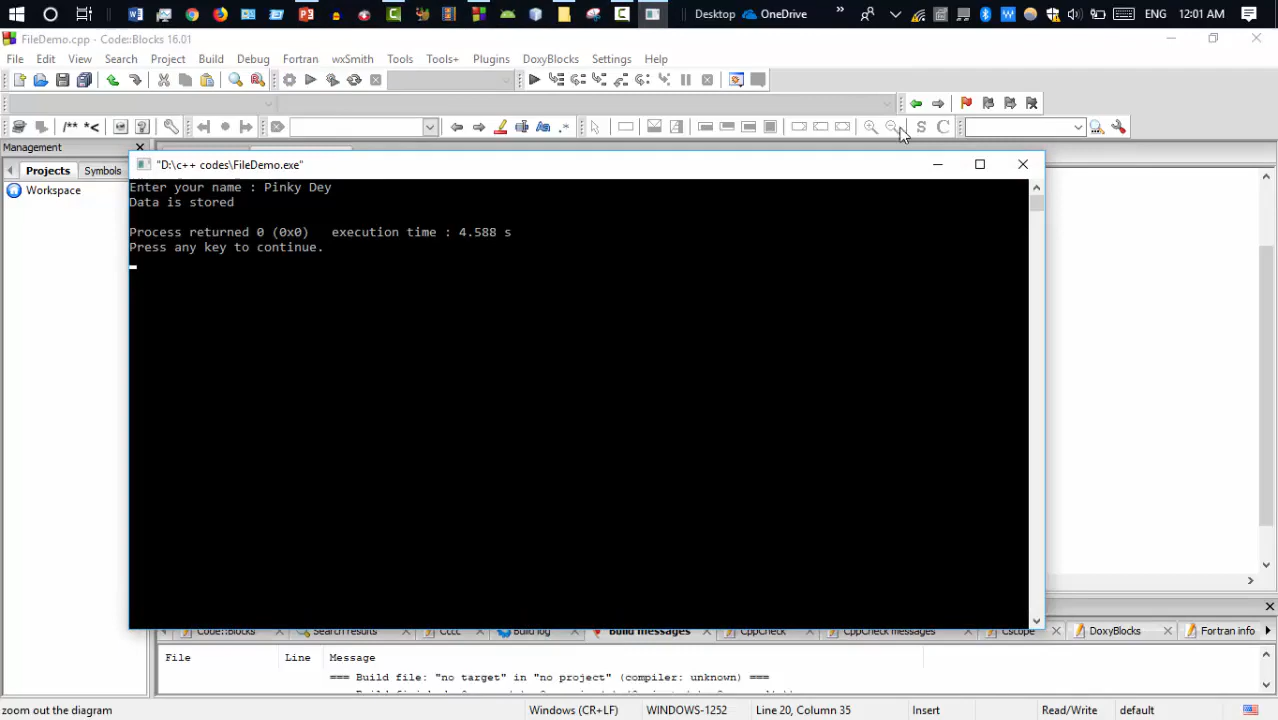 Desktop
OneDrive
ENG
12:01 AM
FileDemo.cpp - Code::Blocks 16.01
File Edit View Search Project Build Debug Fortran wxSmith Tools Tools+ Plugins DoxyBlocks Settings Help
/** *<
S C
Management
Projects Symbols
Workspace
"D:\c++ codes\FileDemo.exe"
Enter your name : Pinky Dey
Data is stored
Process returned 0 (0x0) execution time : 4.588 s
Press any key to continue.
Code::Blocks Search results Cccc Build log Build messages CppCheck CppCheck messages Cscope DoxyBlocks Fortran info
File Line Message
=== Build file: "no target" in "no project" (compiler: unknown) ===
zoom out the diagram
Windows (CR+LF) WINDOWS-1252 Line 20, Column 35 Insert Read/Write default